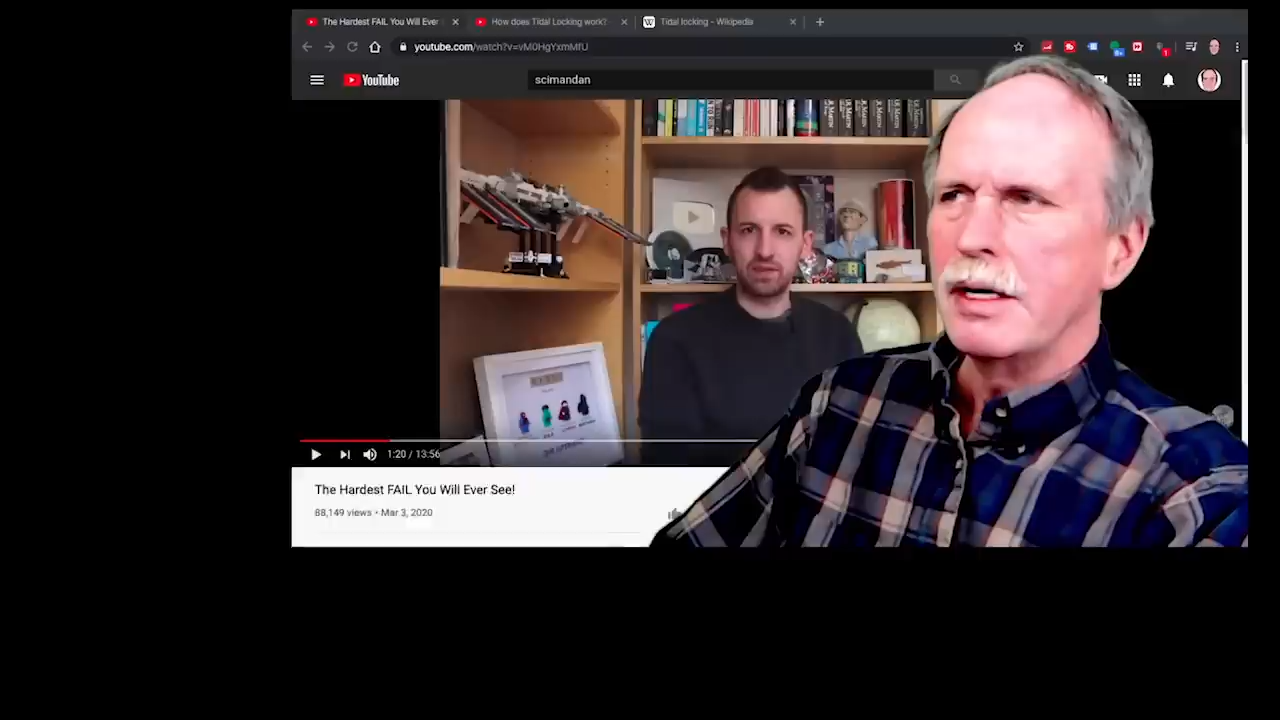 The Hardest FAIL You Will Ever
How does Tidal Locking work?
Tidal locking - Wikipedia
youtube.com/watch?v=vM0HgYxmMfU
YouTube
scimandan
1:20 / 13:56
The Hardest FAIL You Will Ever See!
88,149 views • Mar 3, 2020